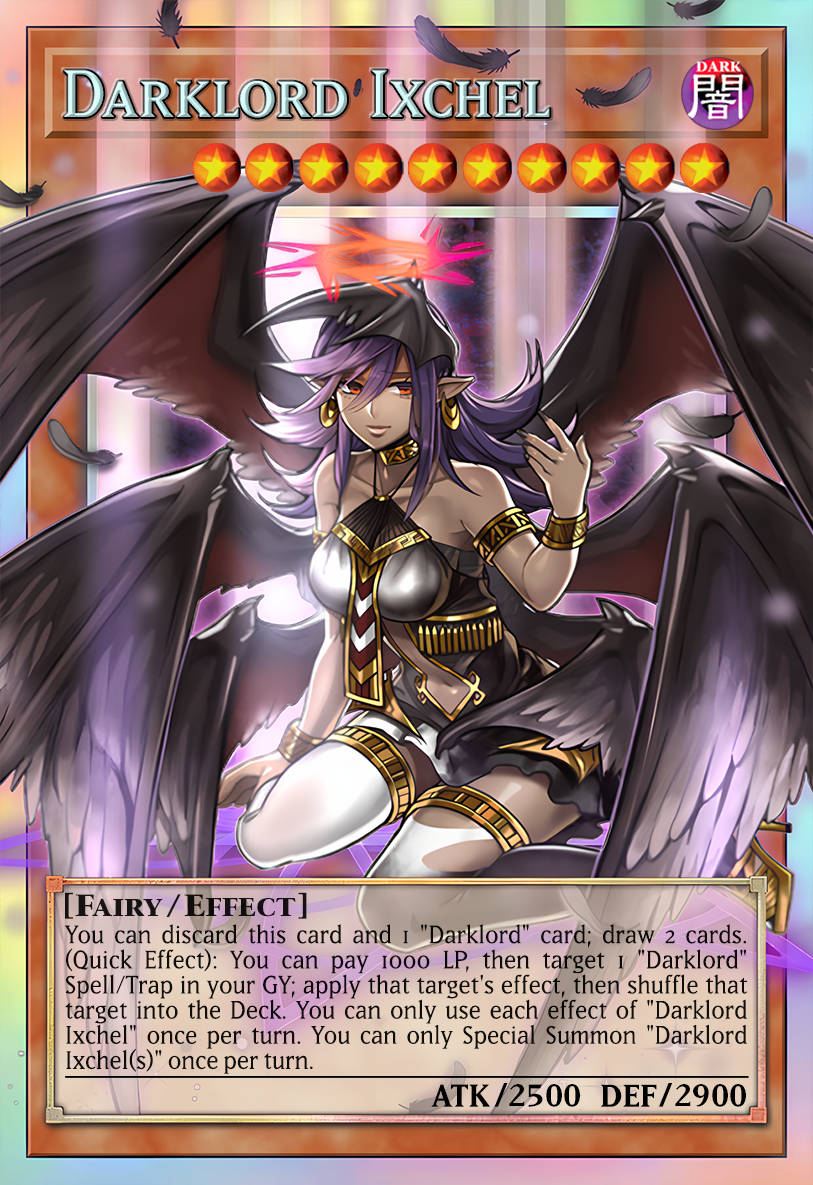 Darklord Ixchel
DARK
闇
[Fairy/Effect]
You can discard this card and 1 "Darklord" card; draw 2 cards.
(Quick Effect): You can pay 1000 LP, then target 1 "Darklord"
Spell/Trap in your GY; apply that target's effect, then shuffle that
target into the Deck. You can only use each effect of "Darklord
Ixchel" once per turn. You can only Special Summon "Darklord
Ixchel(s)" once per turn.
ATK/2500 DEF/2900